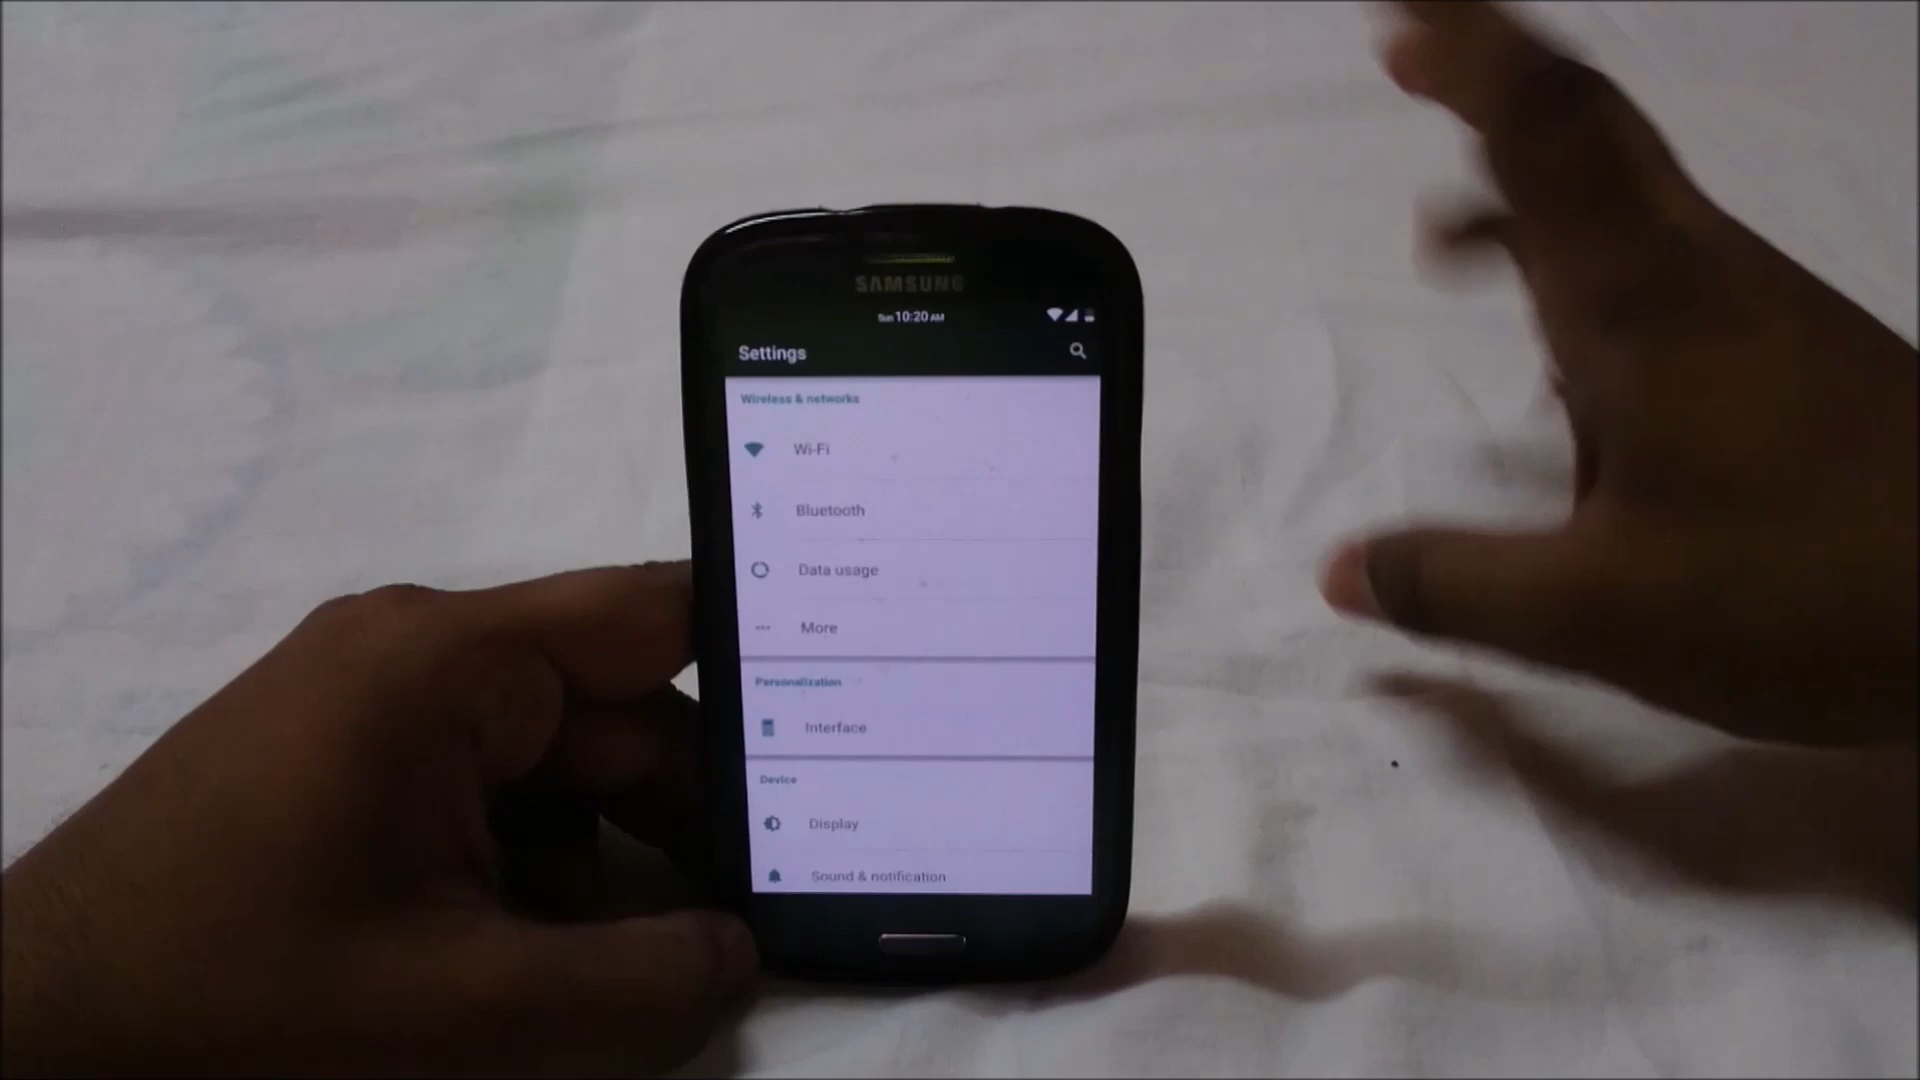 SAMSUNG
Sun 10:20 AM
Settings
Wireless & networks
Wi-Fi
Bluetooth
Data usage
More
Personalization
Interface
Device
Display
Sound & notification